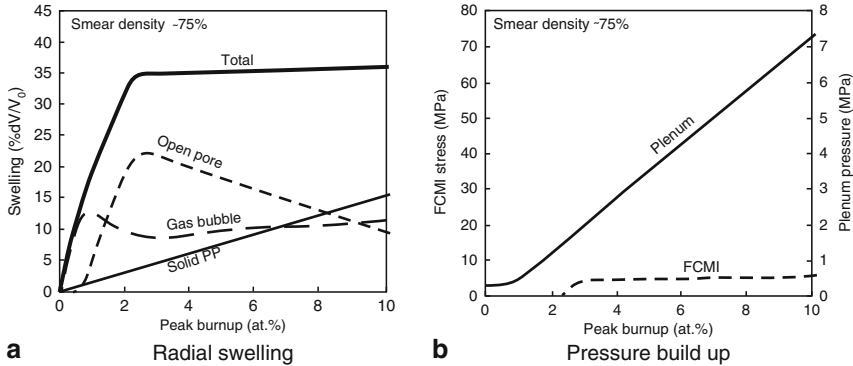 Smear density ~75%
Swelling (%dV/V0)
45
40
35
30
25
20
15
10
5
0
Total
Open pore
Gas bubble
Solid PP
0 2 4 6 8 10
Peak burnup (at.%)
a Radial swelling
Smear density ~75%
FCMI stress (MPa)
80
70
60
50
40
30
20
10
0
Plenum
FCMI
8
7
6
5
4
3
2
1
0
Plenum pressure (MPa)
0 2 4 6 8 10
Peak burnup (at.%)
b Pressure build up